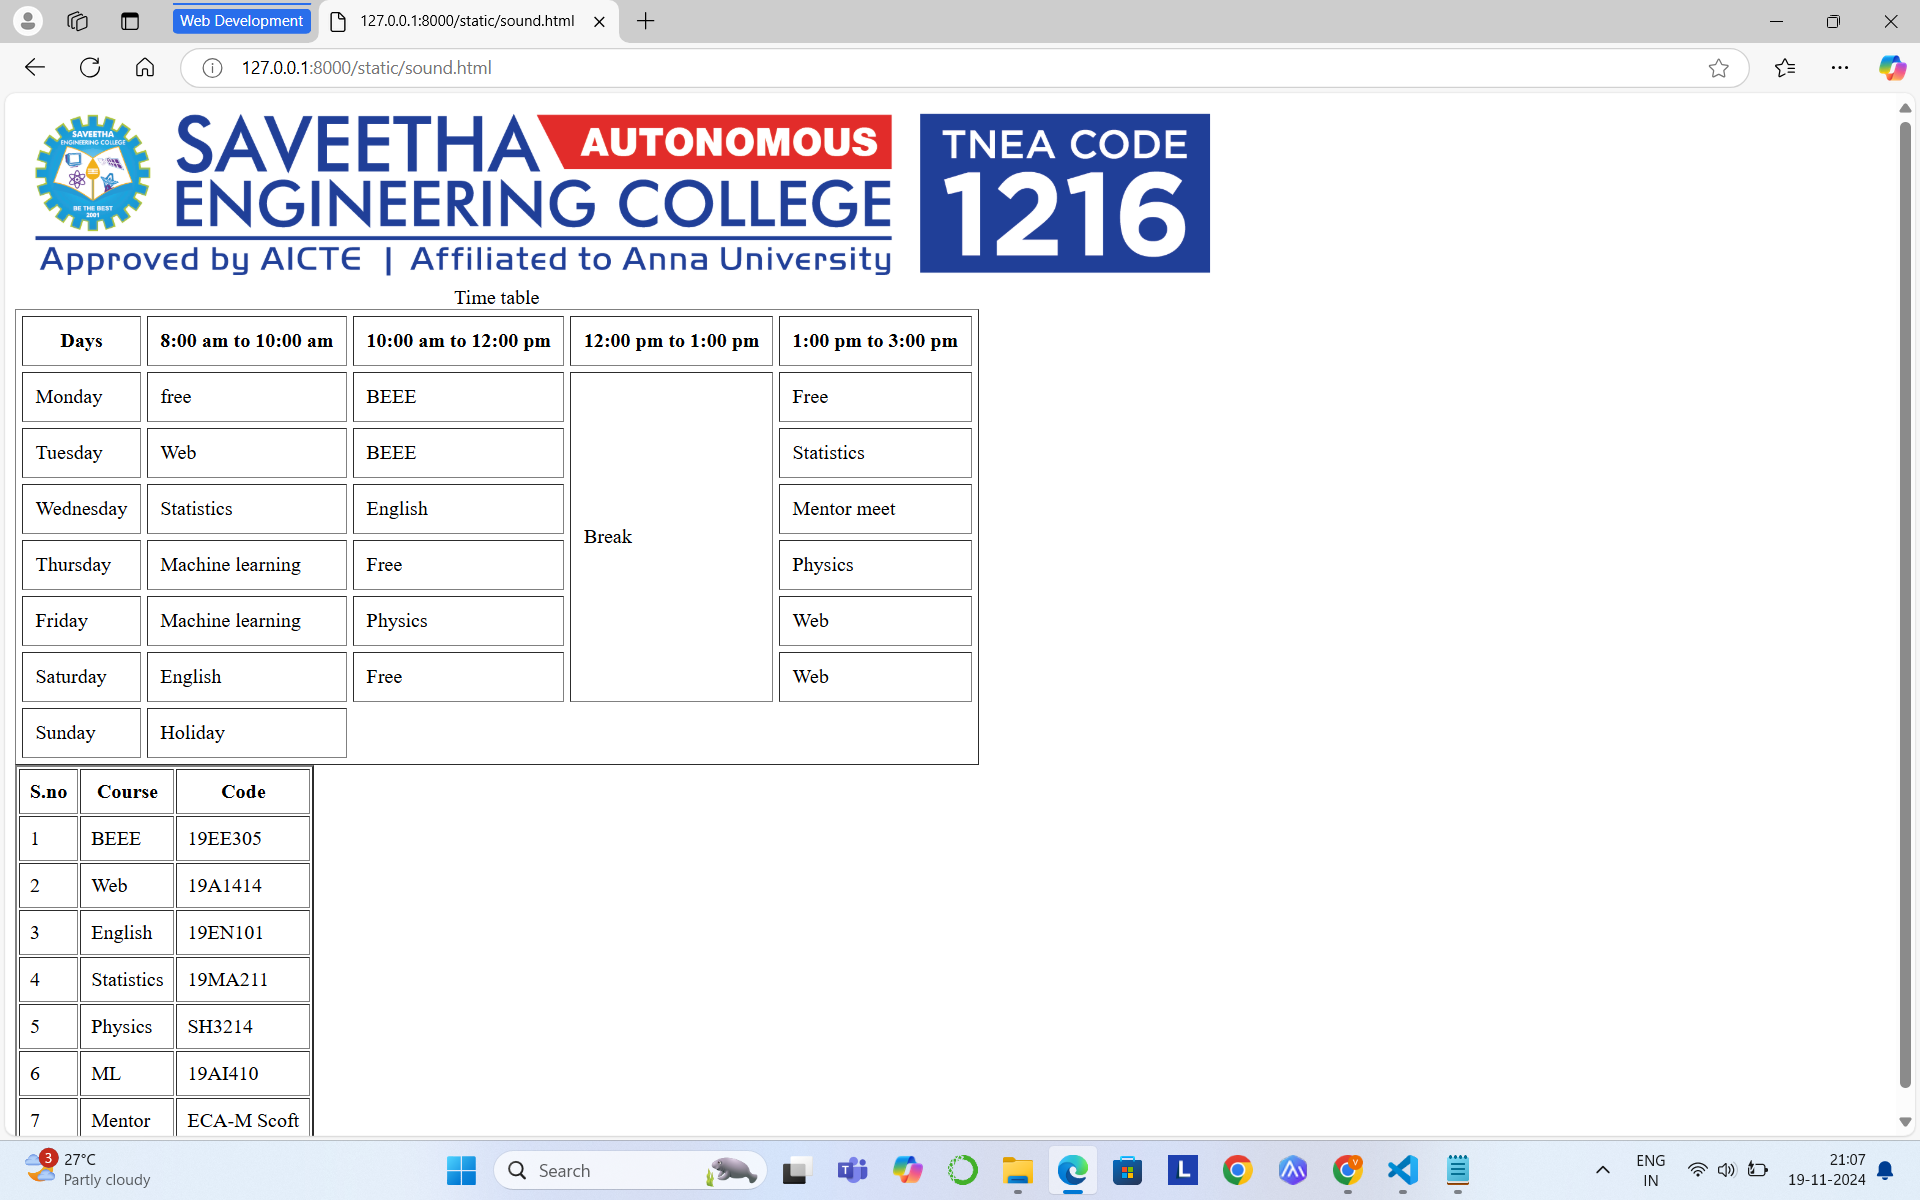 Web Development
127.0.0.1:8000/static/sound.html
127.0.0.1:8000/static/sound.html
SAVEETHA
ENGINEERING COLLEGE
BE THE BEST
2001
SAVEETHA AUTONOMOUS
ENGINEERING COLLEGE
Approved by AICTE | Affiliated to Anna University
TNEA CODE
1216
Time table
Days 8:00 am to 10:00 am 10:00 am to 12:00 pm 12:00 pm to 1:00 pm 1:00 pm to 3:00 pm
Monday free BEEE Free
Tuesday Web BEEE Statistics
Wednesday Statistics English Mentor meet
Break
Thursday Machine learning Free Physics
Friday Machine learning Physics Web
Saturday English Free Web
Sunday Holiday
S.no Course Code
1 BEEE 19EE305
2 Web 19A1414
3 English 19EN101
4 Statistics 19MA211
5 Physics SH3214
6 ML 19AI410
7 Mentor ECA-M Scoft
3
27°C
Partly cloudy
Search
L
V
ENG
IN
21:07
19-11-2024